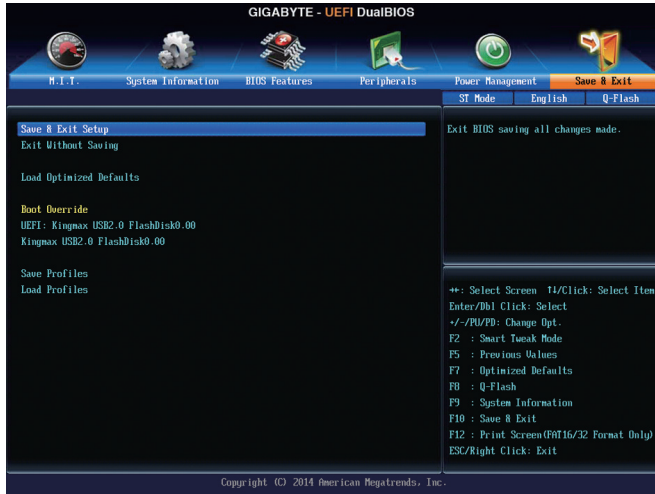 GIGABYTE - UEFI DualBIOS
M.I.T. System Information BIOS Features Peripherals Power Management Save & Exit
ST Mode English Q-Flash
Save & Exit Setup
Exit Without Saving
Load Optimized Defaults
Boot Override
UEFI: Kingmax USB2.0 FlashDisk0.00
Kingmax USB2.0 FlashDisk0.00
Save Profiles
Load Profiles
Exit BIOS saving all changes made.
→←: Select Screen ↑↓/Click: Select Item
Enter/Dbl Click: Select
+/-/PU/PD: Change Opt.
F2 : Smart Tweak Mode
F5 : Previous Values
F7 : Optimized Defaults
F8 : Q-Flash
F9 : System Information
F10 : Save & Exit
F12 : Print Screen(FAT16/32 Format Only)
ESC/Right Click: Exit
Copyright (C) 2014 American Megatrends, Inc.